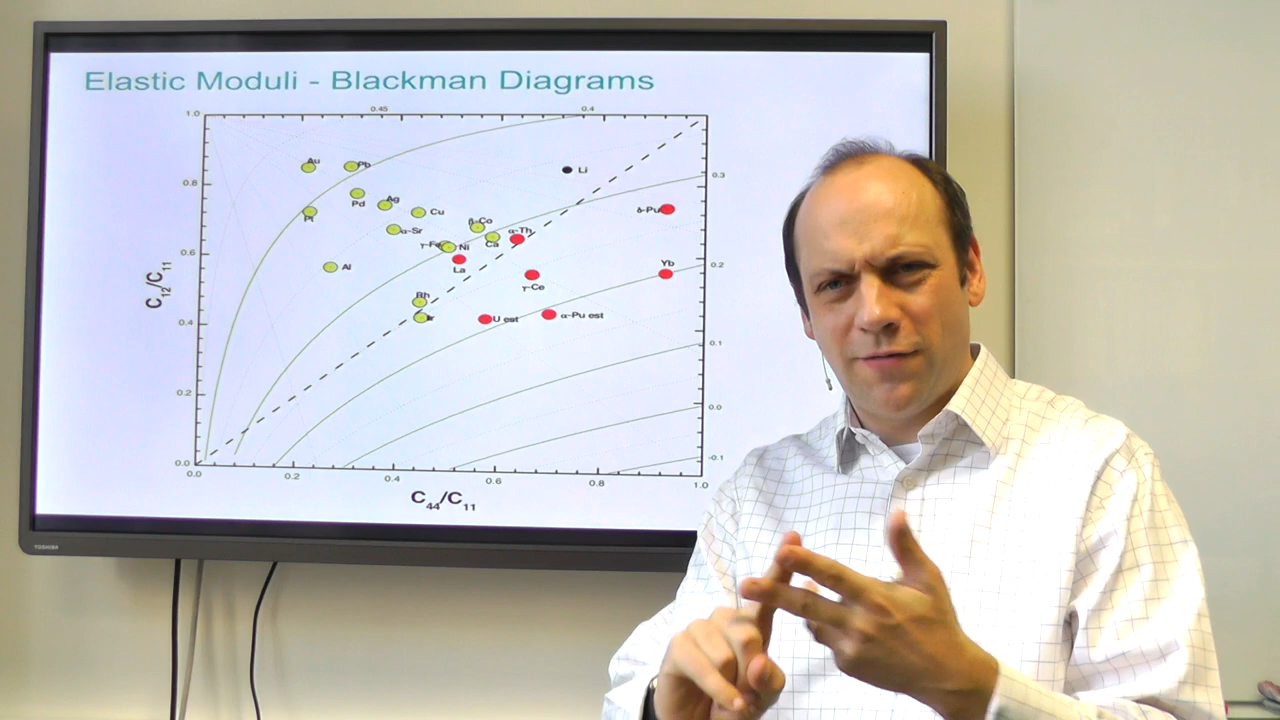 Elastic Moduli - Blackman Diagrams
0.45 0.4
1.0
Au Pb Li
0.8 0.3
Pd Ag Cu δ-Pu
Pt β-Co
α-Sr α-Th
γ-Fe Ni Ca
0.6 La Yb 0.2
Al γ-Ce
Rh
0.4 Ir U est α-Pu est
0.1
0.2
0.0
0.0 -0.1
0.0 0.2 0.4 0.6 0.8 1.0
C12/C11
C44/C11
TOSHIBA